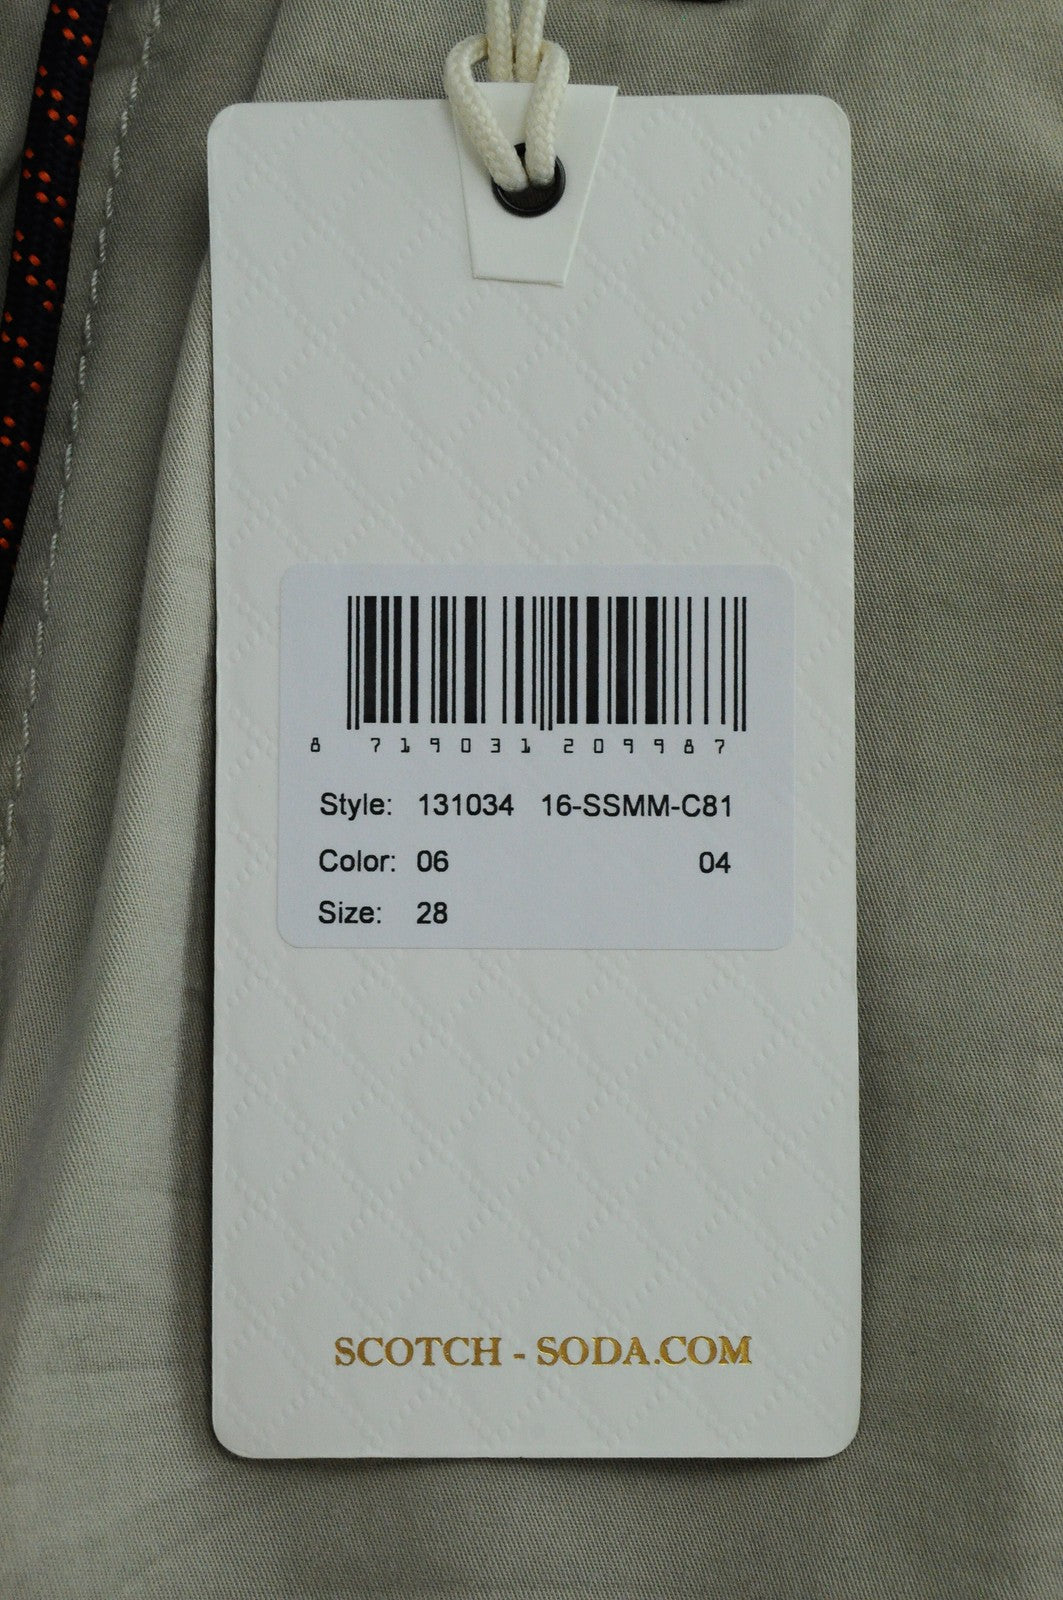 8 719031 209987
Style: 131034 16-SSMM-C81
Color: 06 04
Size: 28
SCOTCH - SODA.COM